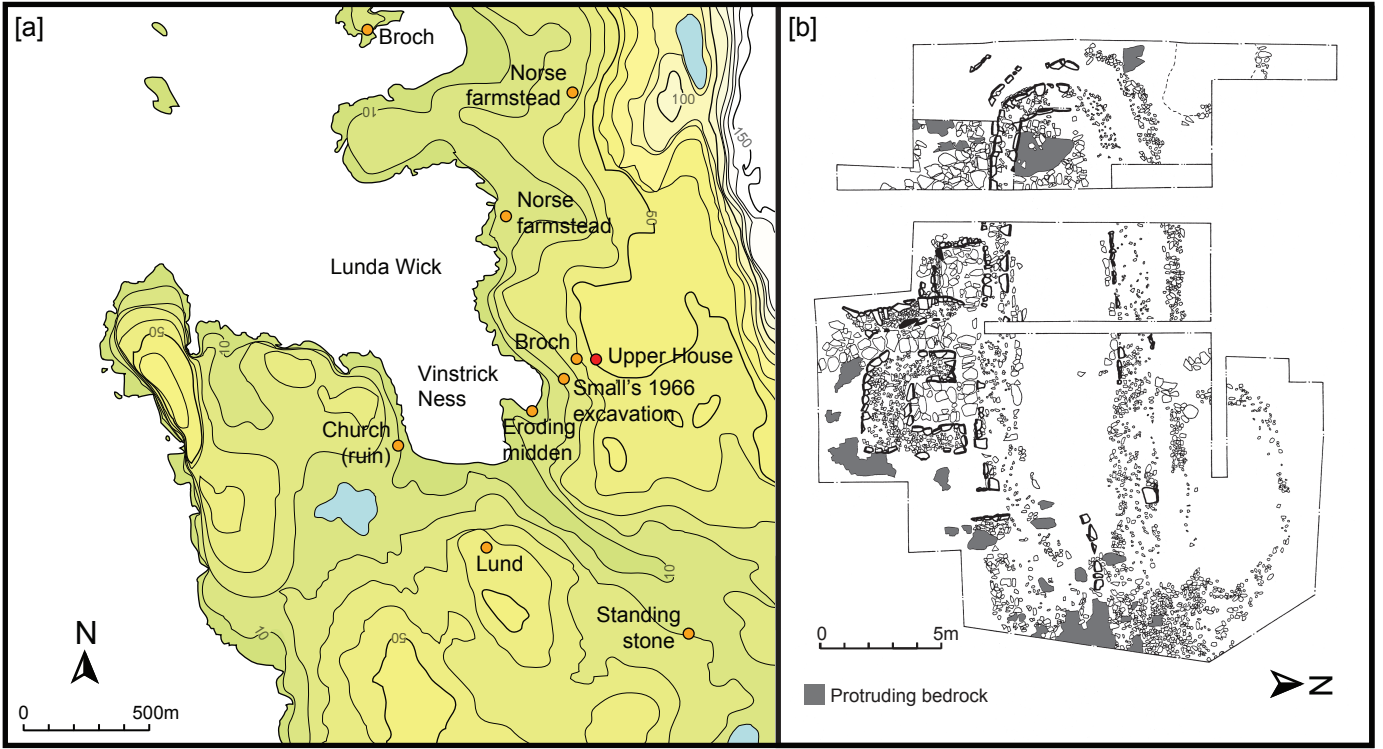 [a]
Broch
Norse
farmstead
100
150
10
Norse
farmstead
50
Lunda Wick
50
10
Broch
Upper House
Vinstrick
Ness
Small's 1966
excavation
Eroding
midden
Church
(ruin)
Lund
10
Standing
stone
10
50
N
0 500m
[b]
0 5m
Protruding bedrock
N